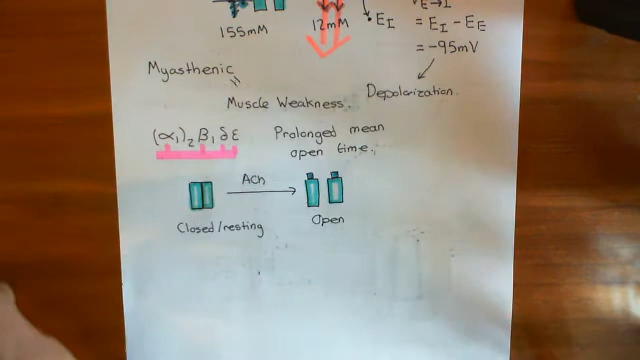 V E→I
155mM
12mM
E_I
= E_I - E_E
= -95mV
Myasthenic
Muscle Weakness.
Depolarization.
(α₁)₂ β₁ δ ε
Prolonged mean
open time.
ACh
Closed/resting
Open